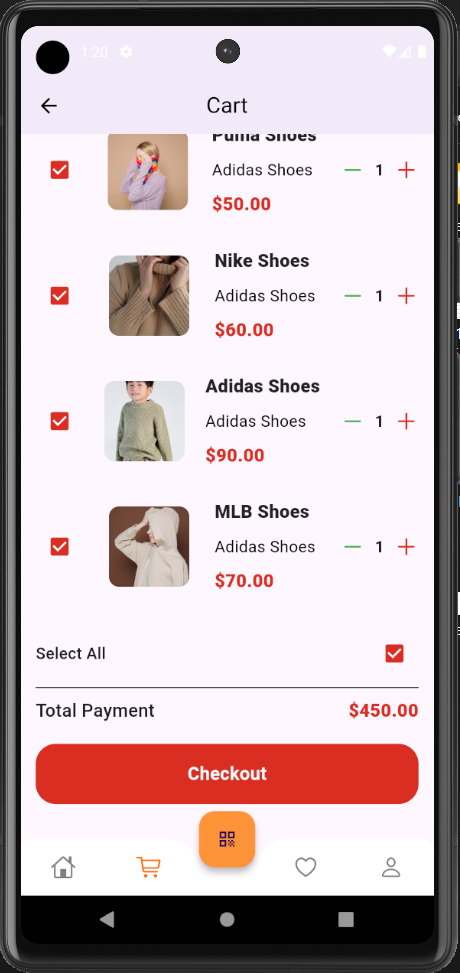 1:20
Cart
Puma Shoes
Adidas Shoes
1
$50.00
Nike Shoes
Adidas Shoes
1
$60.00
Adidas Shoes
Adidas Shoes
1
$90.00
MLB Shoes
Adidas Shoes
1
$70.00
Select All
Total Payment
$450.00
Checkout